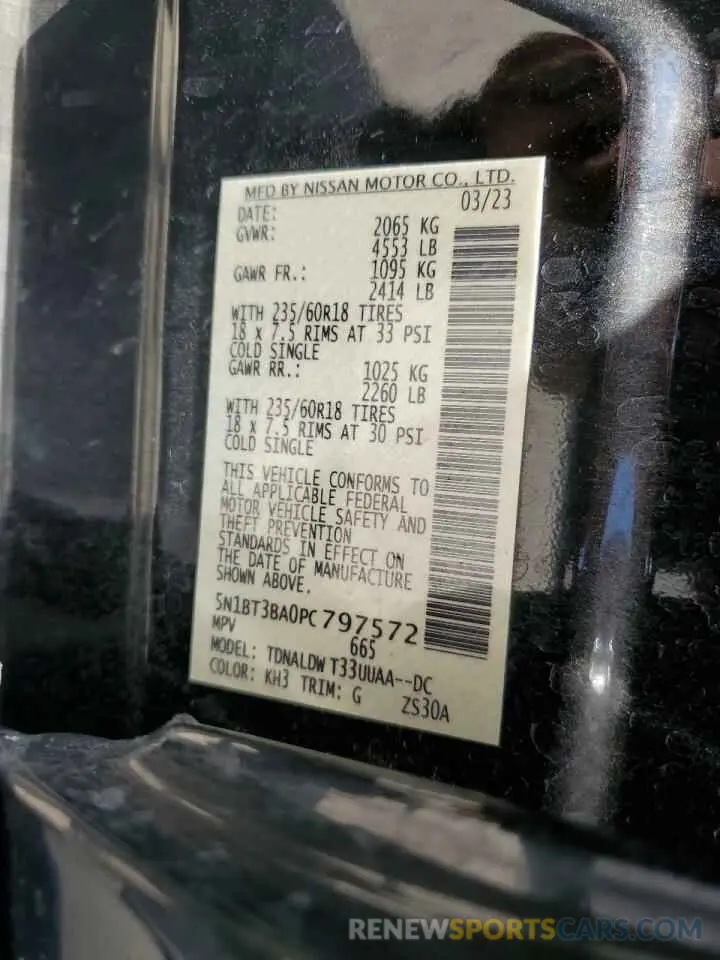 MFD BY NISSAN MOTOR CO., LTD.
DATE: 03/23
GVWR: 2065 KG
4553 LB
GAWR FR.: 1095 KG
2414 LB
WITH 235/60R18 TIRES
18 x 7.5 RIMS AT 33 PSI
COLD SINGLE
GAWR RR.: 1025 KG
2260 LB
WITH 235/60R18 TIRES
18 x 7.5 RIMS AT 30 PSI
COLD SINGLE
THIS VEHICLE CONFORMS TO
ALL APPLICABLE FEDERAL
MOTOR VEHICLE SAFETY AND
THEFT PREVENTION
STANDARDS IN EFFECT ON
THE DATE OF MANUFACTURE
SHOWN ABOVE.
5N1BT3BA0PC797572
MPV 665
MODEL: TDNALDW T33UUAA--DC
COLOR: KH3 TRIM: G ZS30A
RENEWSPORTSCARS.COM